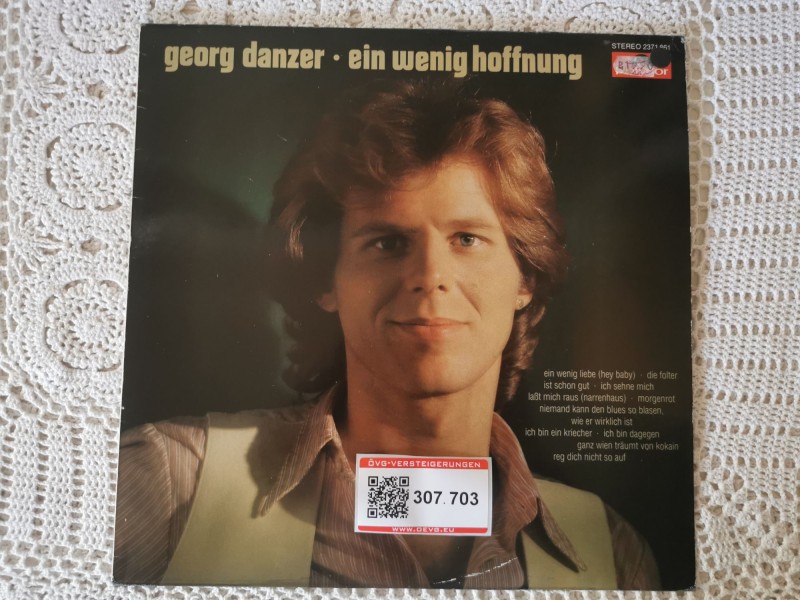 georg danzer · ein wenig hoffnung
STEREO 2371
ein wenig liebe (hey baby) · die folter
ist schon gut · ich sehne mich
laßt mich raus (narrenhaus) · morgenrot
niemand kann den blues so blasen,
wie er wirklich ist
ich bin ein kriecher · ich bin dagegen
ganz wien träumt von kokain
reg dich nicht so auf
ÖVG•VERSTEIGERUNGEN
307.703
WWW.OEVG.EU